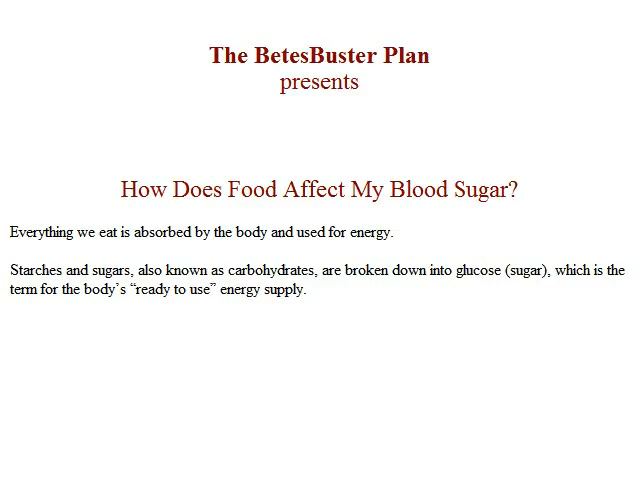 The BetesBuster Plan
presents
How Does Food Affect My Blood Sugar?
Everything we eat is absorbed by the body and used for energy.
Starches and sugars, also known as carbohydrates, are broken down into glucose (sugar), which is the
term for the body’s “ready to use” energy supply.